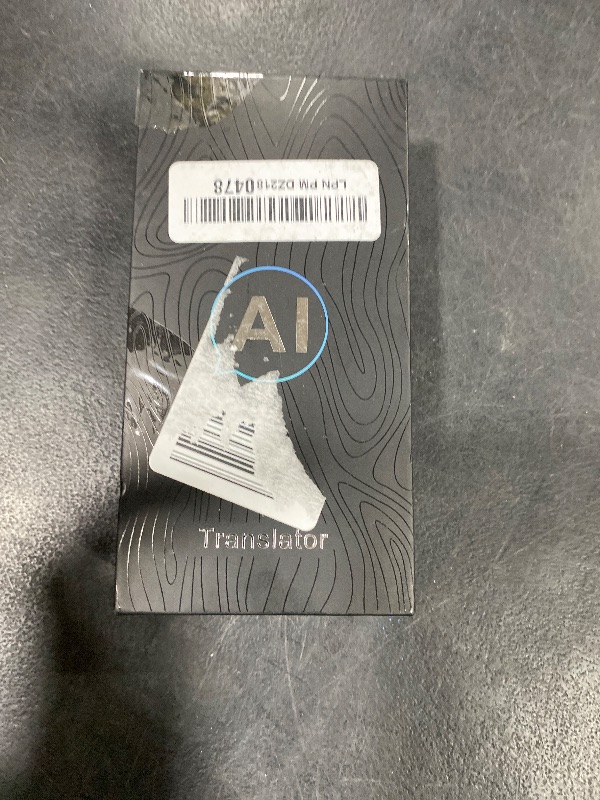 LPN PM DZ2180478
AI
Translator